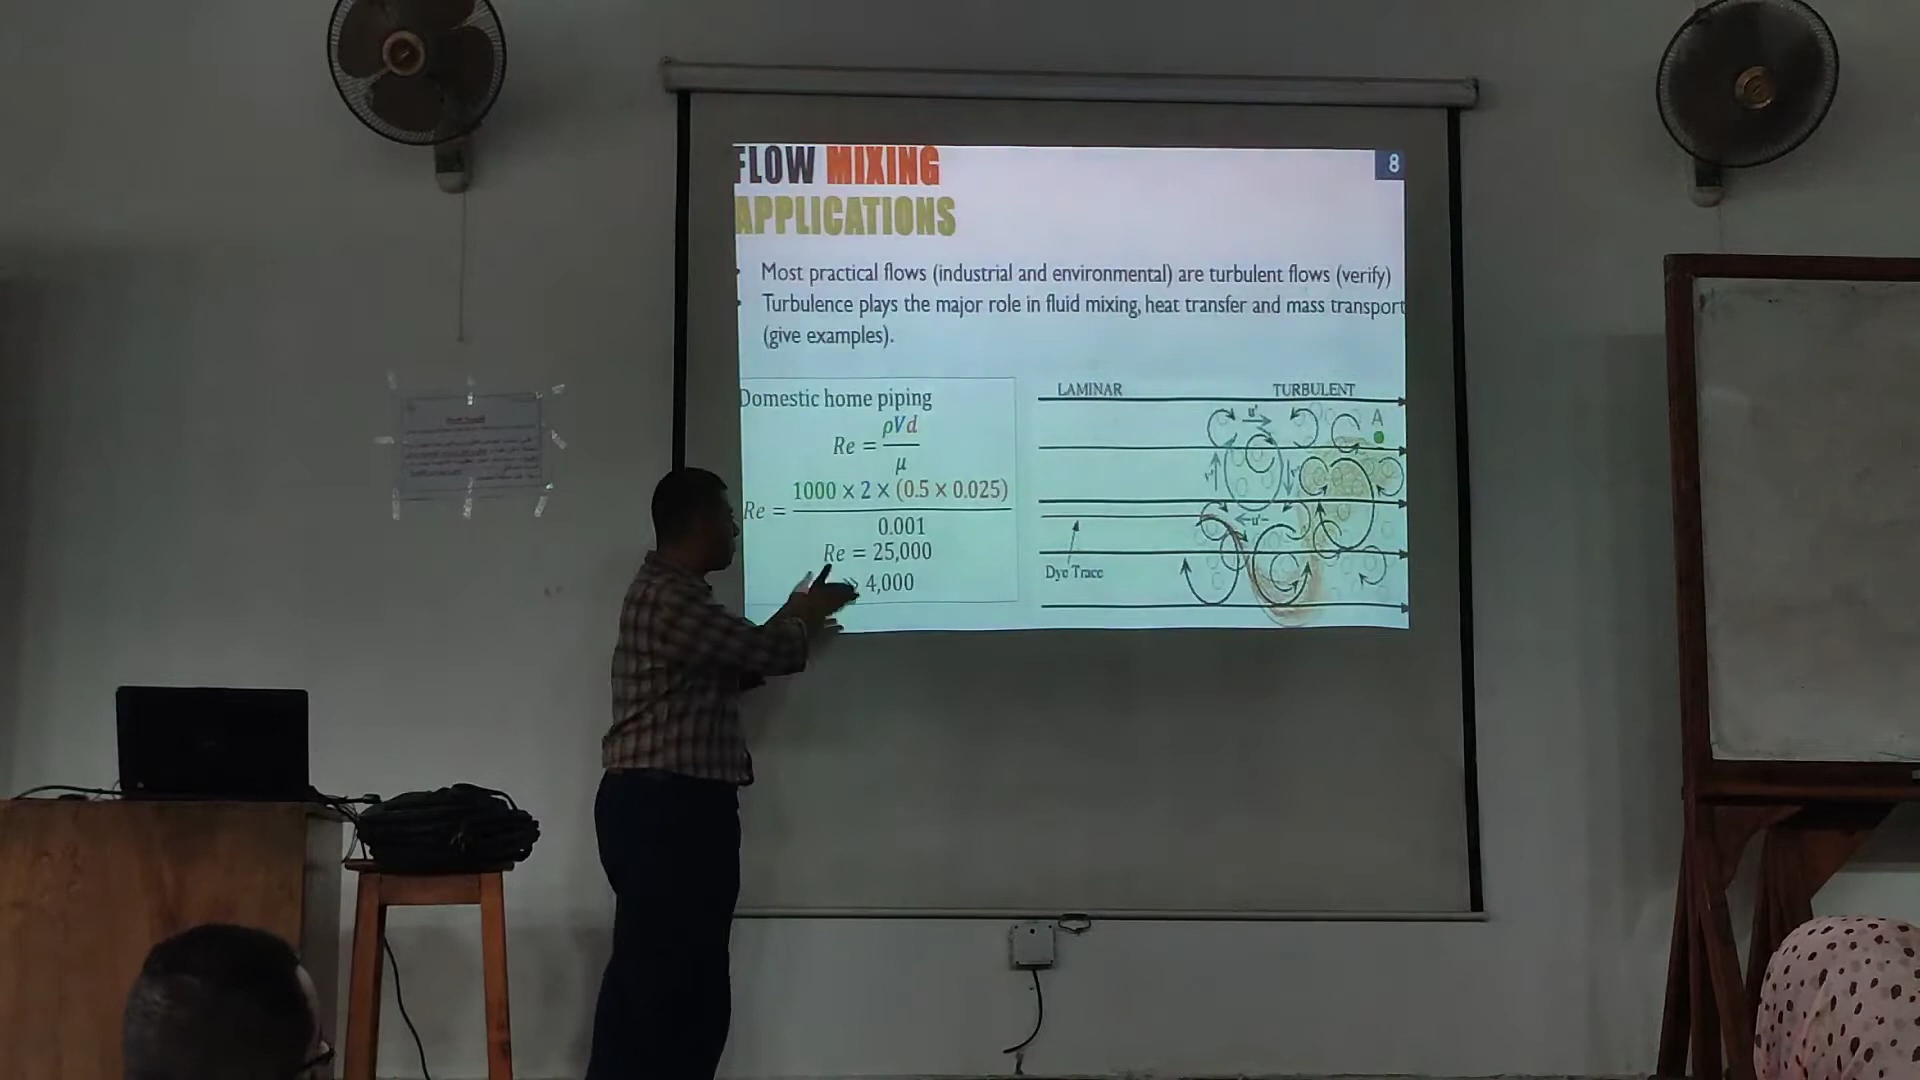 FLOW MIXING
8
APPLICATIONS
Most practical flows (industrial and environmental) are turbulent flows (verify)
Turbulence plays the major role in fluid mixing, heat transfer and mass transport
(give examples).
Domestic home piping
Re = ρVd / μ
Re = 1000 × 2 × (0.5 × 0.025) / 0.001
Re = 25,000
≫ 4,000
LAMINAR TURBULENT
A
u'
u'
Dye Trace